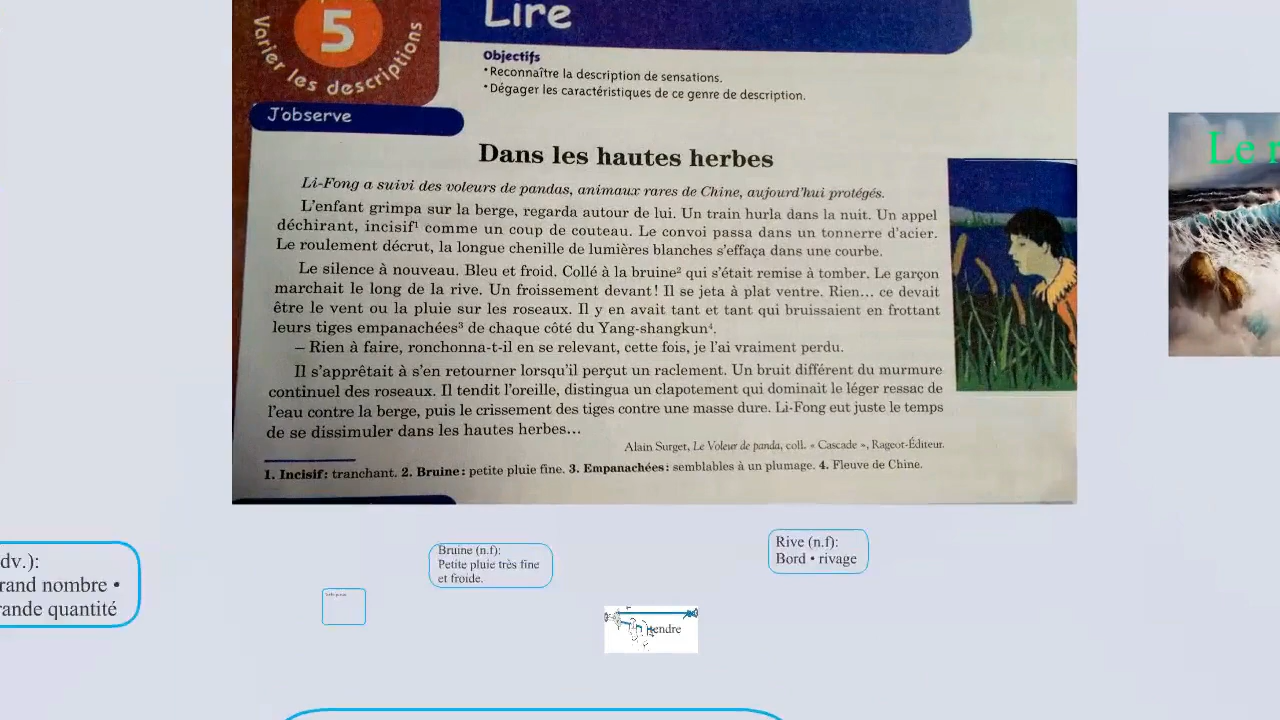 5
Varier les descriptions
Lire
Objectifs
• Reconnaître la description de sensations.
• Dégager les caractéristiques de ce genre de description.
J'observe
Dans les hautes herbes
Li-Fong a suivi des voleurs de pandas, animaux rares de Chine, aujourd'hui protégés.
L'enfant grimpa sur la berge, regarda autour de lui. Un train hurla dans la nuit. Un appel
déchirant, incisif¹ comme un coup de couteau. Le convoi passa dans un tonnerre d'acier.
Le roulement décrut, la longue chenille de lumières blanches s'effaça dans une courbe.
Le silence à nouveau. Bleu et froid. Collé à la bruine² qui s'était remise à tomber. Le garçon
marchait le long de la rive. Un froissement devant ! Il se jeta à plat ventre. Rien... ce devait
être le vent ou la pluie sur les roseaux. Il y en avait tant et tant qui bruissaient en frottant
leurs tiges empanachées³ de chaque côté du Yang-shangkun⁴.
– Rien à faire, ronchonna-t-il en se relevant, cette fois, je l'ai vraiment perdu.
Il s'apprêtait à s'en retourner lorsqu'il perçut un raclement. Un bruit différent du murmure
continuel des roseaux. Il tendit l'oreille, distingua un clapotement qui dominait le léger ressac de
l'eau contre la berge, puis le crissement des tiges contre une masse dure. Li-Fong eut juste le temps
de se dissimuler dans les hautes herbes...
Alain Surget, Le Voleur de panda, coll. « Cascade », Rageot-Éditeur.
1. Incisif : tranchant. 2. Bruine : petite pluie fine. 3. Empanachées : semblables à un plumage. 4. Fleuve de Chine.
Le
dv.):
rand nombre •
rande quantité
Bruine (n.f):
Petite pluie très fine
et froide.
Rive (n.f):
Bord • rivage
tendre